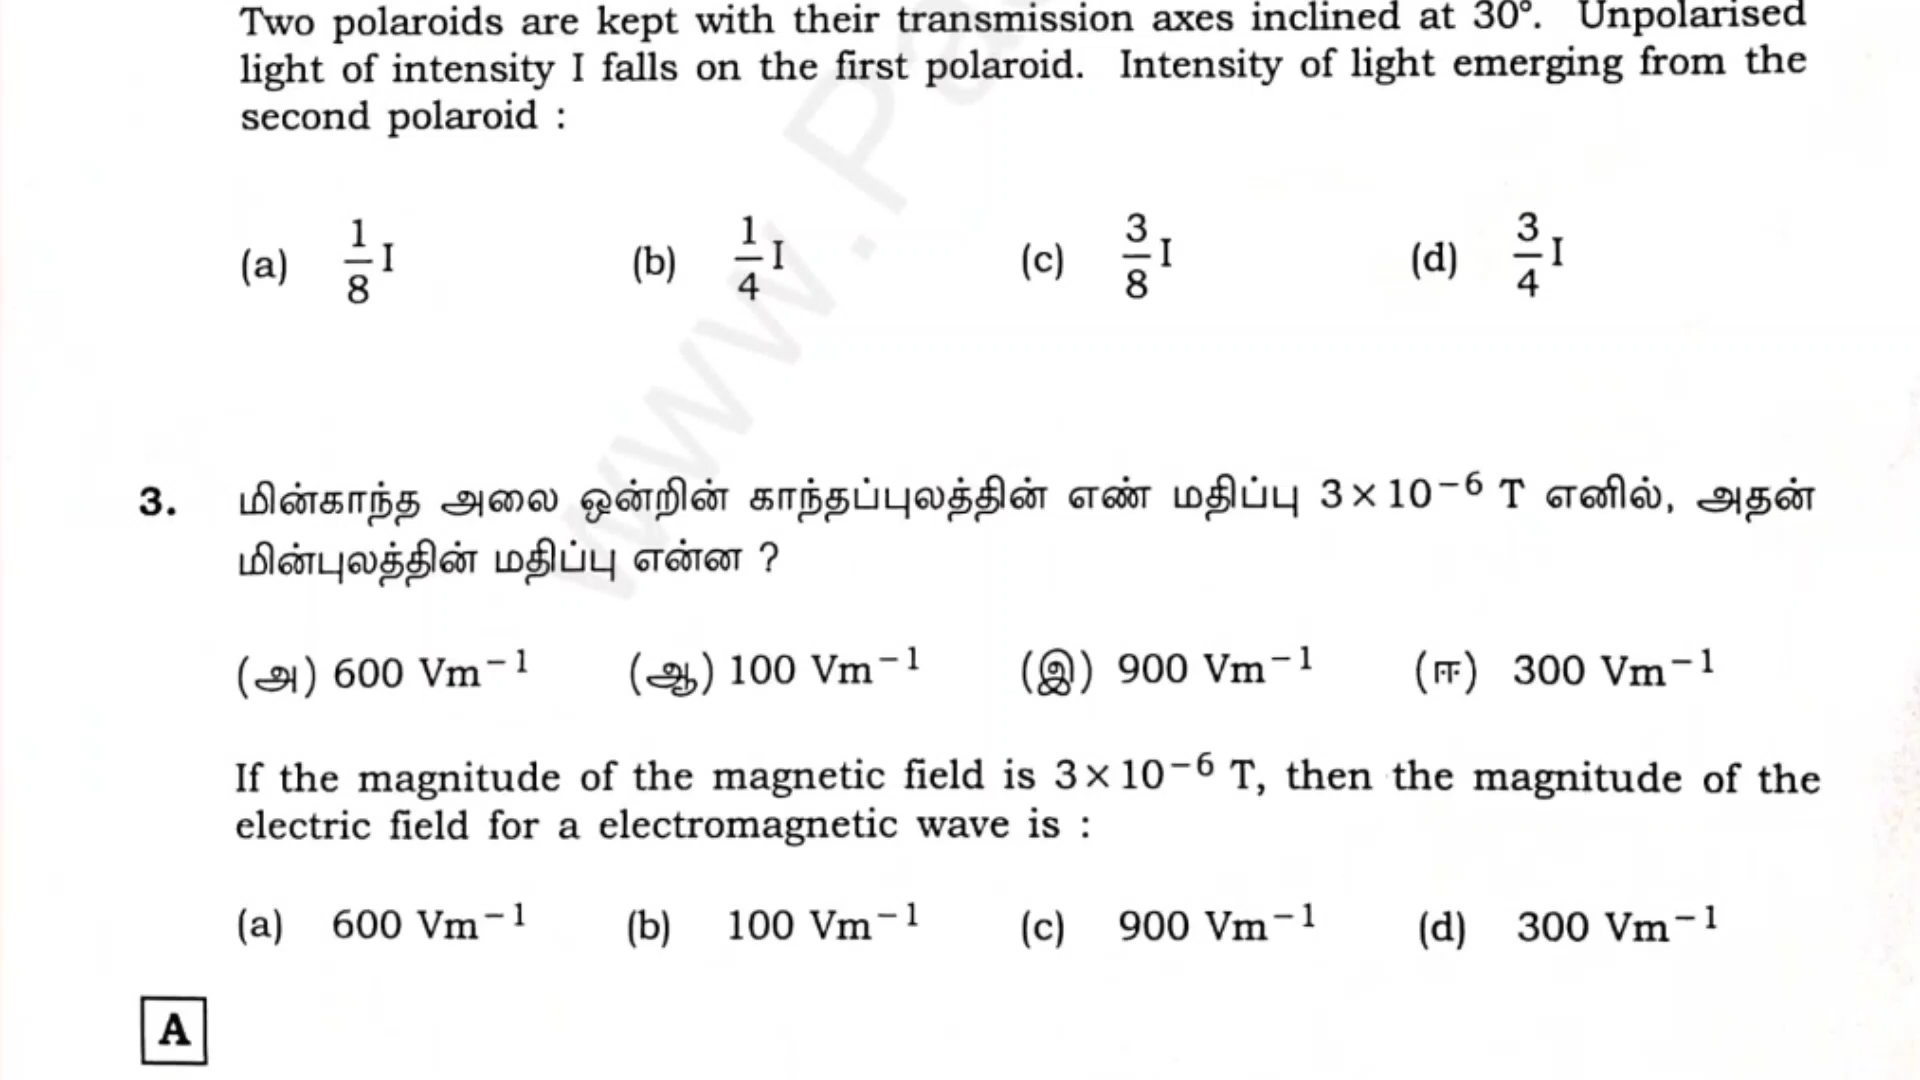 Two polaroids are kept with their transmission axes inclined at 30°. Unpolarised
light of intensity I falls on the first polaroid. Intensity of light emerging from the
second polaroid :
(a) 1/8 I (b) 1/4 I (c) 3/8 I (d) 3/4 I
3. மின்காந்த அலை ஒன்றின் காந்தப்புலத்தின் எண் மதிப்பு 3×10⁻⁶ T எனில், அதன்
மின்புலத்தின் மதிப்பு என்ன ?
(அ) 600 Vm⁻¹ (ஆ) 100 Vm⁻¹ (இ) 900 Vm⁻¹ (ஈ) 300 Vm⁻¹
If the magnitude of the magnetic field is 3×10⁻⁶ T, then the magnitude of the
electric field for a electromagnetic wave is :
(a) 600 Vm⁻¹ (b) 100 Vm⁻¹ (c) 900 Vm⁻¹ (d) 300 Vm⁻¹
A
www.Pa